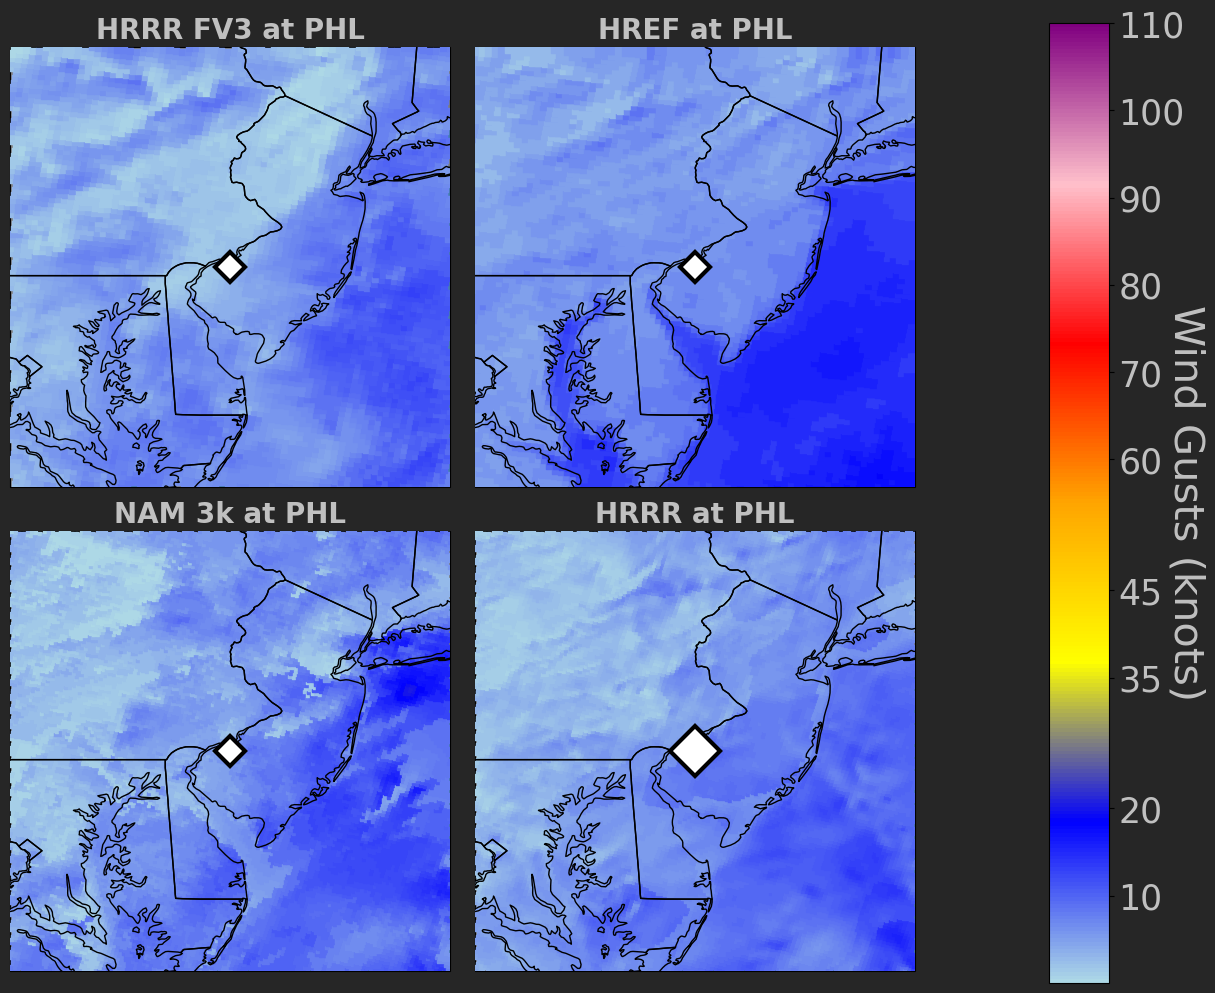 HRRR FV3 at PHL
HREF at PHL
NAM 3k at PHL
HRRR at PHL
110
100
90
80
70
60
45
35
20
10
Wind Gusts (knots)